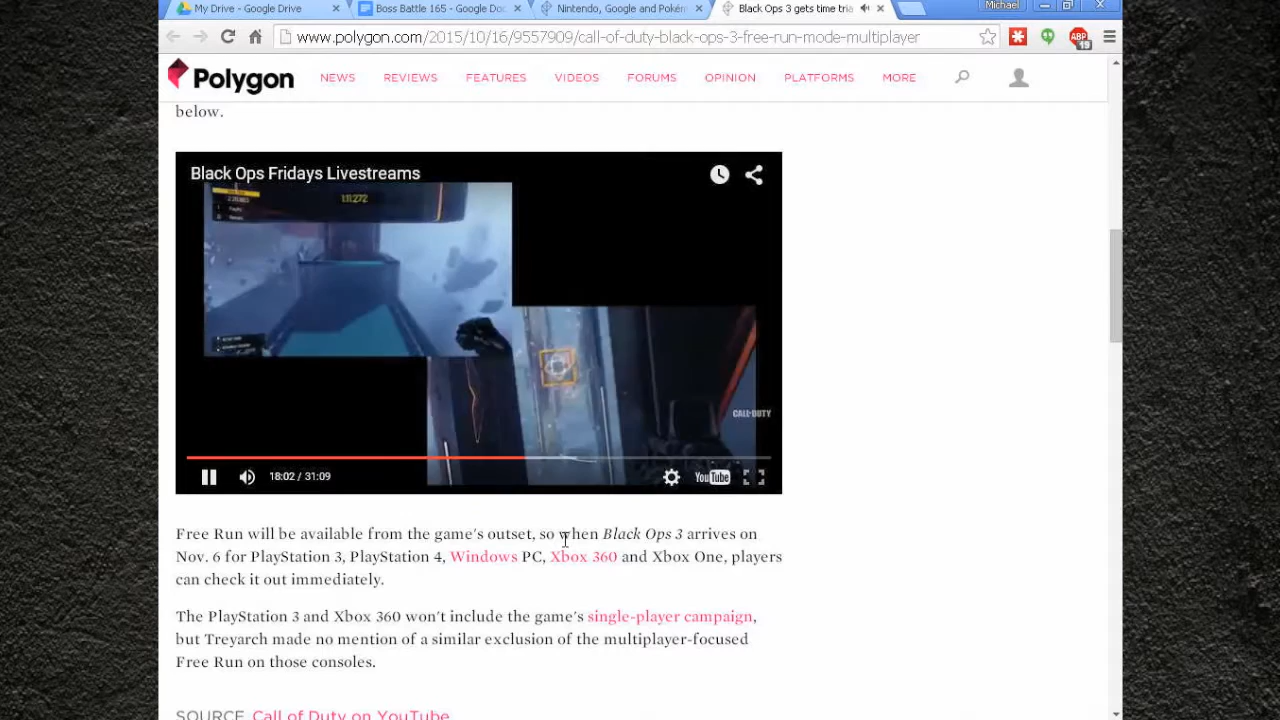 My Drive - Google Drive
Boss Battle 165 - Google Doc
Nintendo, Google and Pokém
Black Ops 3 gets time tria
Michael
www.polygon.com/2015/10/16/9557909/call-of-duty-black-ops-3-free-run-mode-multiplayer
ABP
19
Polygon
NEWS
REVIEWS
FEATURES
VIDEOS
FORUMS
OPINION
PLATFORMS
MORE
below.
Black Ops Fridays Livestreams
CALL·DUTY
18:02 / 31:09
YouTube
Free Run will be available from the game's outset, so when Black Ops 3 arrives on
Nov. 6 for PlayStation 3, PlayStation 4, Windows PC, Xbox 360 and Xbox One, players
can check it out immediately.
The PlayStation 3 and Xbox 360 won't include the game's single-player campaign,
but Treyarch made no mention of a similar exclusion of the multiplayer-focused
Free Run on those consoles.
SOURCE Call of Duty on YouTube